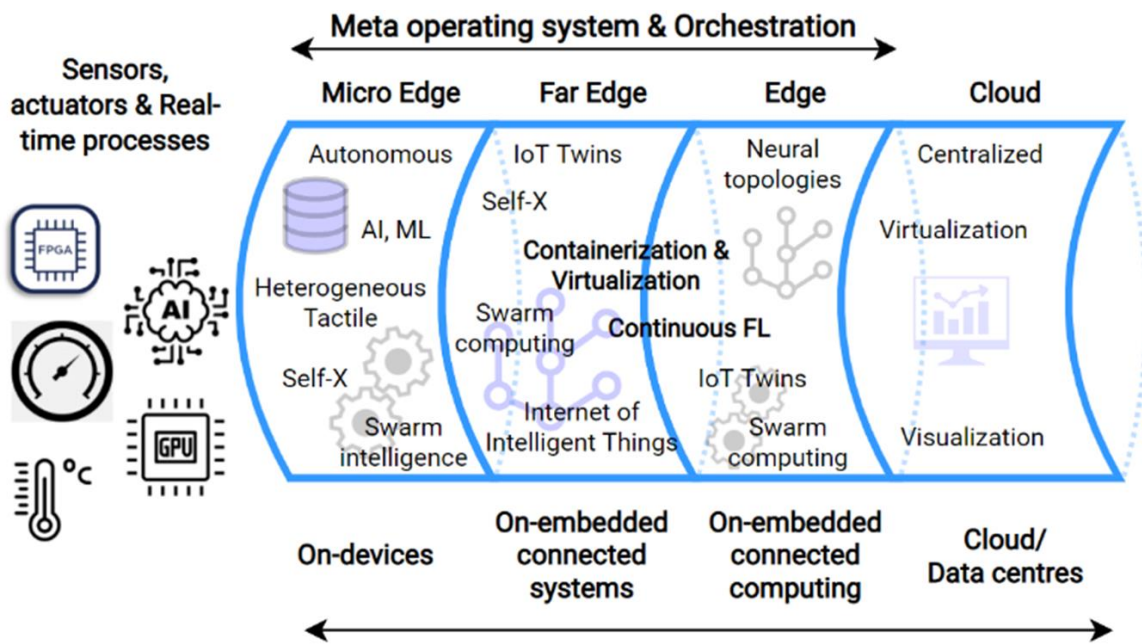 Meta operating system & Orchestration
Sensors,
actuators & Real-
time processes
Micro Edge
Far Edge
Edge
Cloud
Autonomous
AI, ML
Heterogeneous
Tactile
Self-X
Swarm
intelligence
IoT Twins
Self-X
Containerization &
Virtualization
Swarm
computing
Continuous FL
Internet of
Intelligent Things
Neural
topologies
IoT Twins
Swarm
computing
Centralized
Virtualization
Visualization
FPGA
AI
GPU
°C
On-devices
On-embedded
connected
systems
On-embedded
connected
computing
Cloud/
Data centres